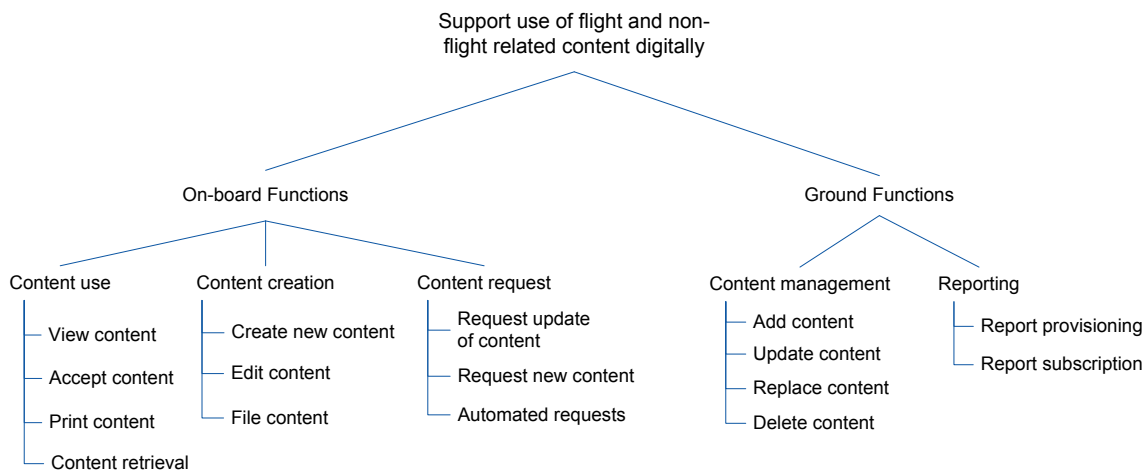 Support use of flight and non-
flight related content digitally
On-board Functions
Ground Functions
Content use
Content creation
Content request
Content management
Reporting
View content
Accept content
Print content
Content retrieval
Create new content
Edit content
File content
Request update
of content
Request new content
Automated requests
Add content
Update content
Replace content
Delete content
Report provisioning
Report subscription